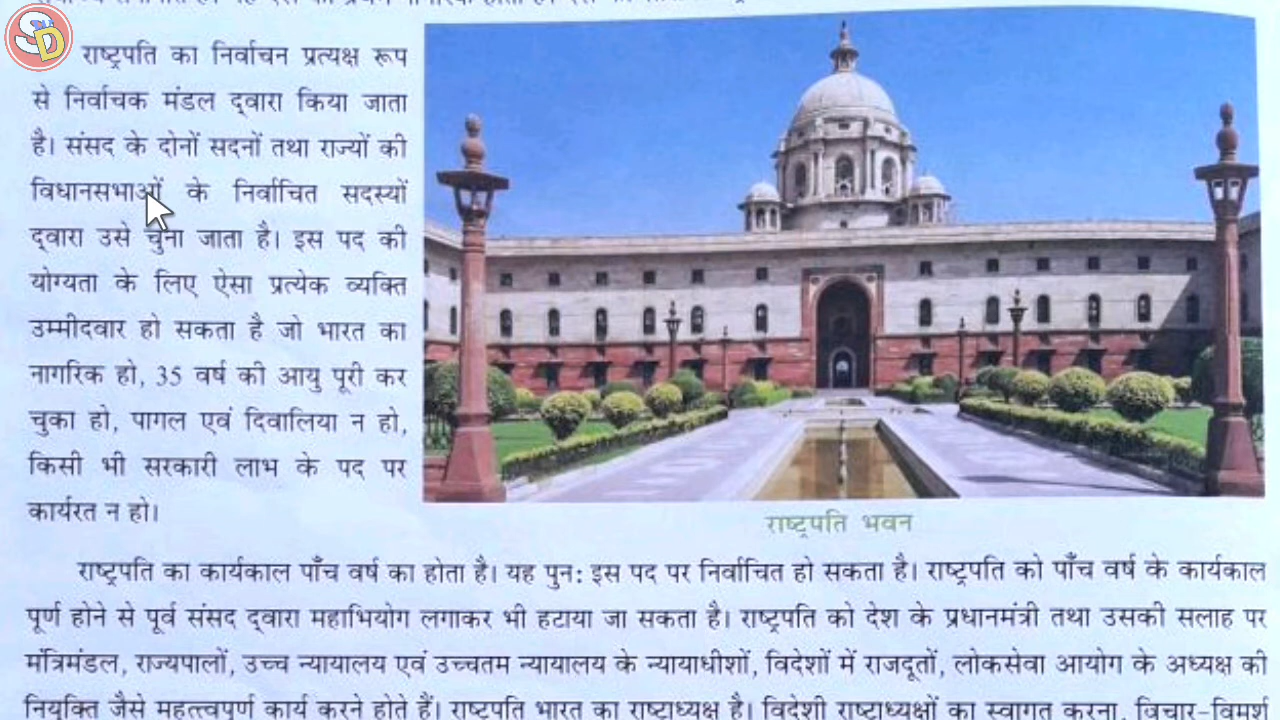 SD
राष्ट्रपति का निर्वाचन प्रत्यक्ष रूप
से निर्वाचक मंडल द्वारा किया जाता
है। संसद के दोनों सदनों तथा राज्यों की
विधानसभाओं के निर्वाचित सदस्यों
द्वारा उसे चुना जाता है। इस पद की
योग्यता के लिए ऐसा प्रत्येक व्यक्ति
उम्मीदवार हो सकता है जो भारत का
नागरिक हो, 35 वर्ष की आयु पूरी कर
चुका हो, पागल एवं दिवालिया न हो,
किसी भी सरकारी लाभ के पद पर
कार्यरत न हो।
राष्ट्रपति भवन
राष्ट्रपति का कार्यकाल पाँच वर्ष का होता है। यह पुन: इस पद पर निर्वाचित हो सकता है। राष्ट्रपति को पाँच वर्ष के कार्यकाल
पूर्ण होने से पूर्व संसद द्वारा महाभियोग लगाकर भी हटाया जा सकता है। राष्ट्रपति को देश के प्रधानमंत्री तथा उसकी सलाह पर
मंत्रिमंडल, राज्यपालों, उच्च न्यायालय एवं उच्चतम न्यायालय के न्यायाधीशों, विदेशों में राजदूतों, लोकसेवा आयोग के अध्यक्ष की
नियुक्ति जैसे महत्त्वपूर्ण कार्य करने होते हैं। राष्ट्रपति भारत का राष्ट्राध्यक्ष है। विदेशी राष्ट्राध्यक्षों का स्वागत करना, विचार-विमर्श